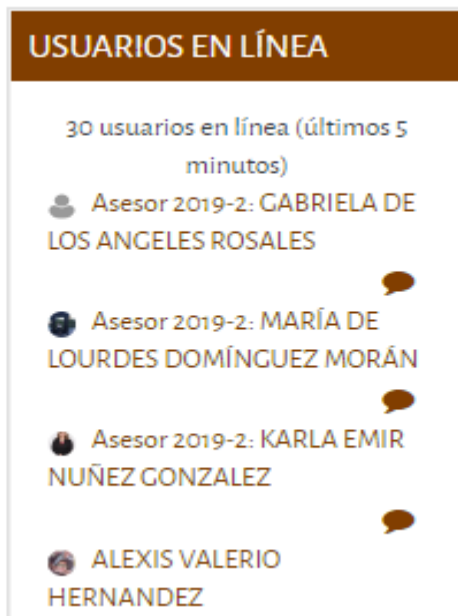 USUARIOS EN LÍNEA
30 usuarios en línea (últimos 5
minutos)
Asesor 2019-2: GABRIELA DE
LOS ANGELES ROSALES
Asesor 2019-2: MARÍA DE
LOURDES DOMÍNGUEZ MORÁN
Asesor 2019-2: KARLA EMIR
NUÑEZ GONZALEZ
ALEXIS VALERIO
HERNANDEZ